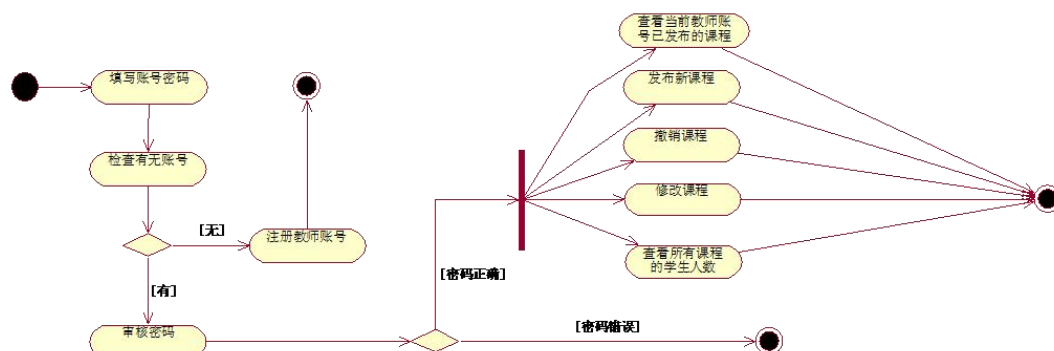 查看当前教师账
号已发布的课程
填写账号密码
发布新课程
撤销课程
检查有无账号
修改课程
[无]
注册教师账号
查看所有课程
的学生人数
[密码正确]
[有]
审核密码
[密码错误]